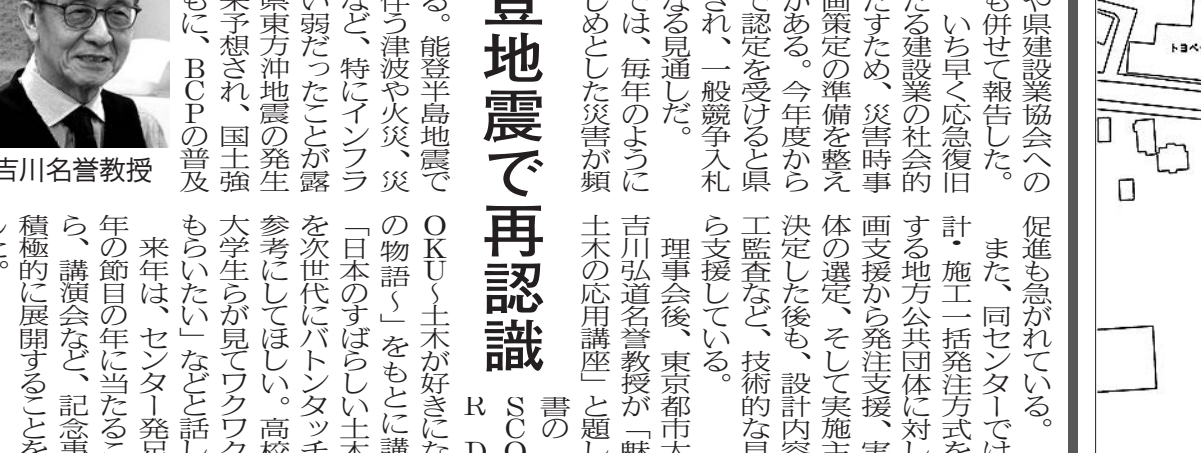 や県建設業協会への
も併せて報告した。
いち早く応急復旧
たる建設業の社会的
たすため、災害時事
画策定の準備を整え
がある。今年度から
で認定を受けると県
され、一般競争入札
なる見通しだ。
では、毎年のように
じめとした災害が頻
登地震で再認識
る。能登半島地震で
伴う津波や火災、災
など、特にインフラ
い弱だったことが露
県東方沖地震の発生
来予想され、国土強
もに、BCPの普及
吉川名誉教授
促進も急がれている。
また、同センターでは
計・施工一括発注方式を
する地方公共団体に対し
画支援から発注支援、実
体の選定、そして実施主
決定した後も、設計内容
工監査など、技術的な見
ら支援している。
理事会後、東京都市大
吉川弘道名誉教授が「魅
土木の応用講座」と題し
書の
SCO
R D
OKU～土木が好きにな
の物語～」をもとに講
「日本のすばらしい土木
を次世代にバトンタッチ
参考にしてほしい。高校
大学生らが見てワクワク
もらいたい」などと話し
来年は、センター発足
年の節目の年に当たるこ
ら、講演会など、記念事
積極的に展開することを
した。
トヨペ